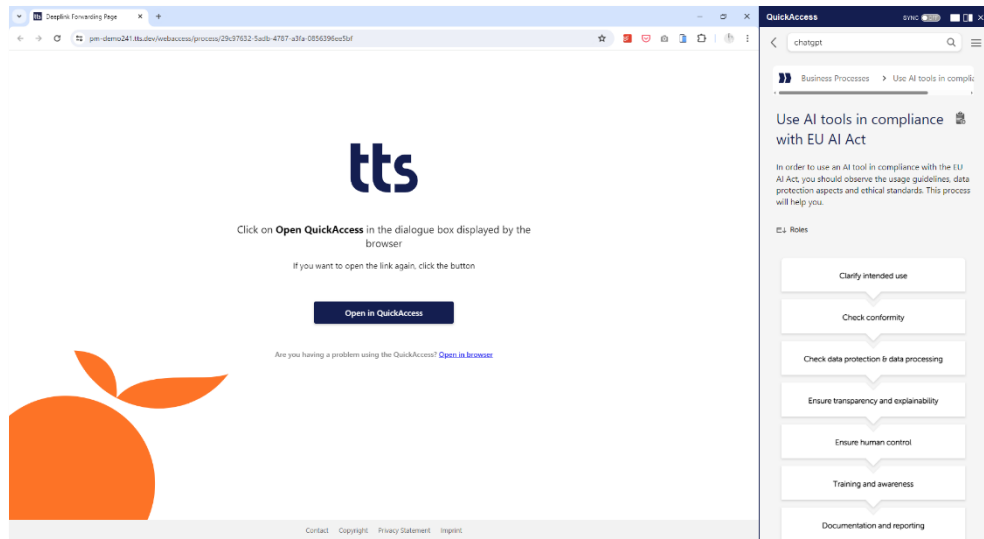 Deeplink Forwarding Page
pm-demo241.tts.dev/webaccess/process/29c97632-5adb-4787-a3fa-0856396ee5bf
tts
Click on Open QuickAccess in the dialogue box displayed by the
browser
If you want to open the link again, click the button
Open in QuickAccess
Are you having a problem using the QuickAccess? Open in browser
Contact Copyright Privacy Statement Imprint
QuickAccess
SYNC
chatgpt
Business Processes > Use AI tools in complia
Use AI tools in compliance
with EU AI Act
In order to use an AI tool in compliance with the EU
AI Act, you should observe the usage guidelines, data
protection aspects and ethical standards. This process
will help you.
Roles
Clarify intended use
Check conformity
Check data protection & data processing
Ensure transparency and explainability
Ensure human control
Training and awareness
Documentation and reporting